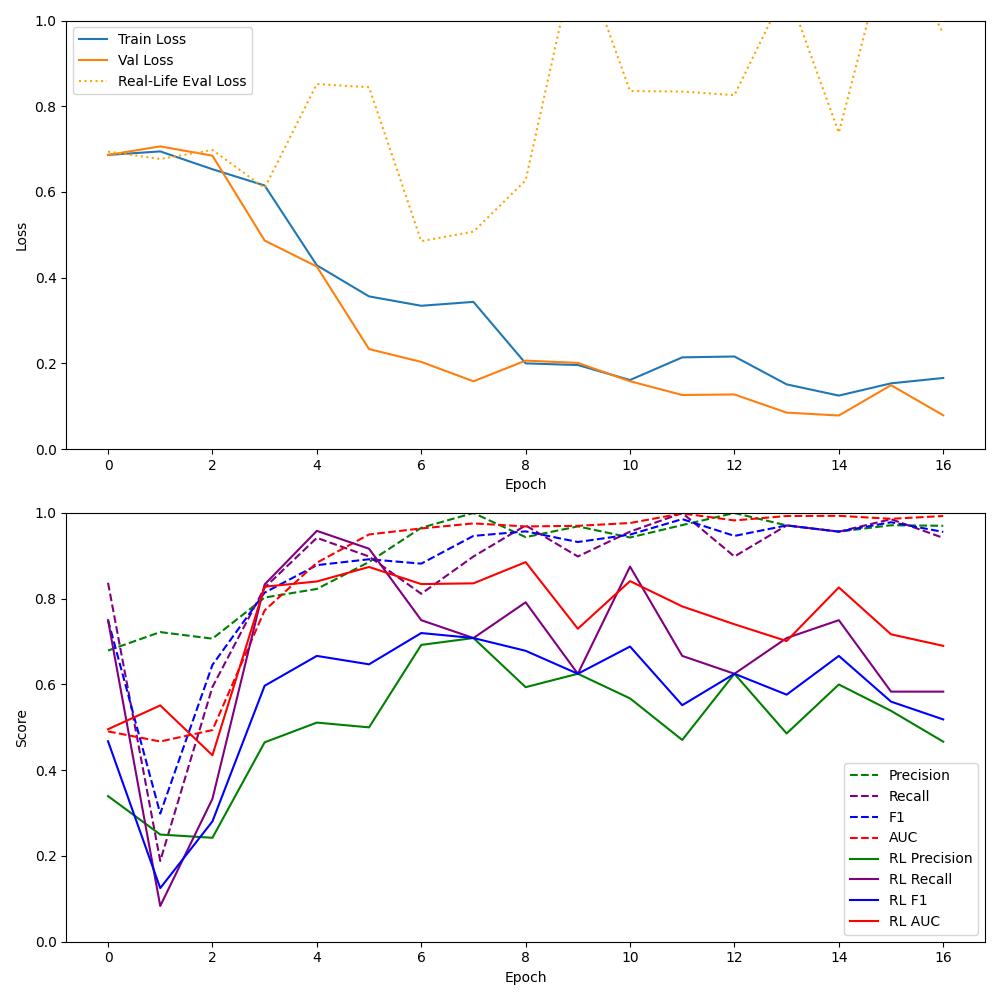 1.0
0.8
0.6
0.4
0.2
0.0
Loss
Train Loss
Val Loss
Real-Life Eval Loss
0 2 4 6 8 10 12 14 16
Epoch
1.0
0.8
0.6
0.4
0.2
0.0
Score
Precision
Recall
F1
AUC
RL Precision
RL Recall
RL F1
RL AUC
0 2 4 6 8 10 12 14 16
Epoch